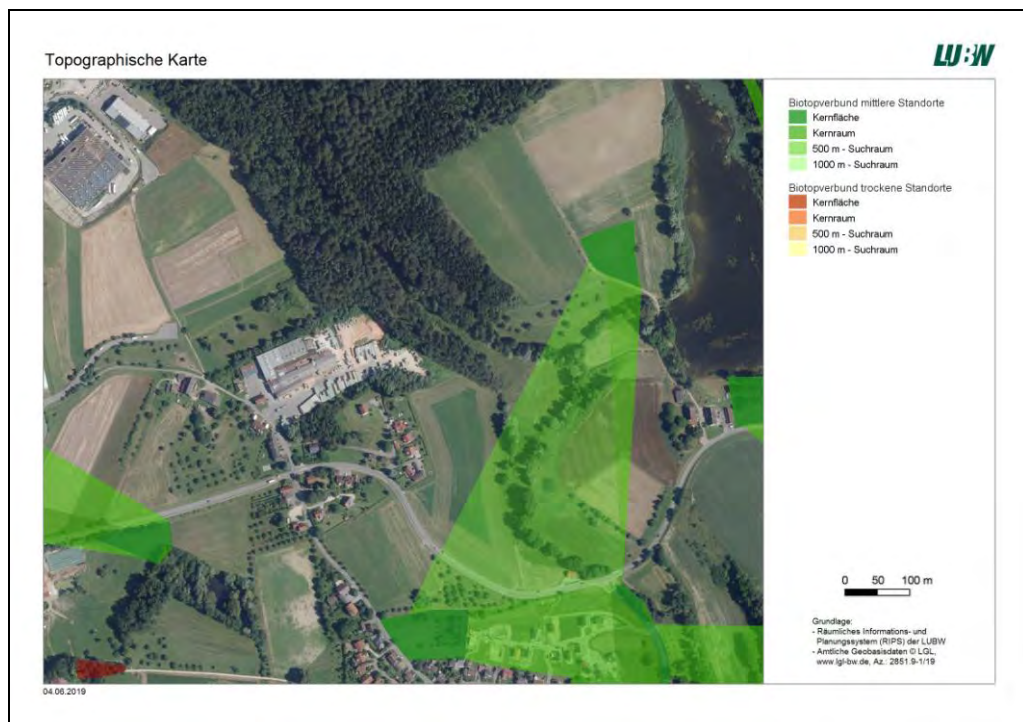 Topographische Karte
LUBW
Biotopverbund mittlere Standorte
Kernfläche
Kernraum
500 m - Suchraum
1000 m - Suchraum
Biotopverbund trockene Standorte
Kernfläche
Kernraum
500 m - Suchraum
1000 m - Suchraum
0 50 100 m
Grundlage:
- Räumliches Informations- und
Planungssystem (RIPS) der LUBW
- Amtliche Geobasisdaten © LGL,
www.lgl-bw.de, Az.: 2851.9-1/19
04.06.2019